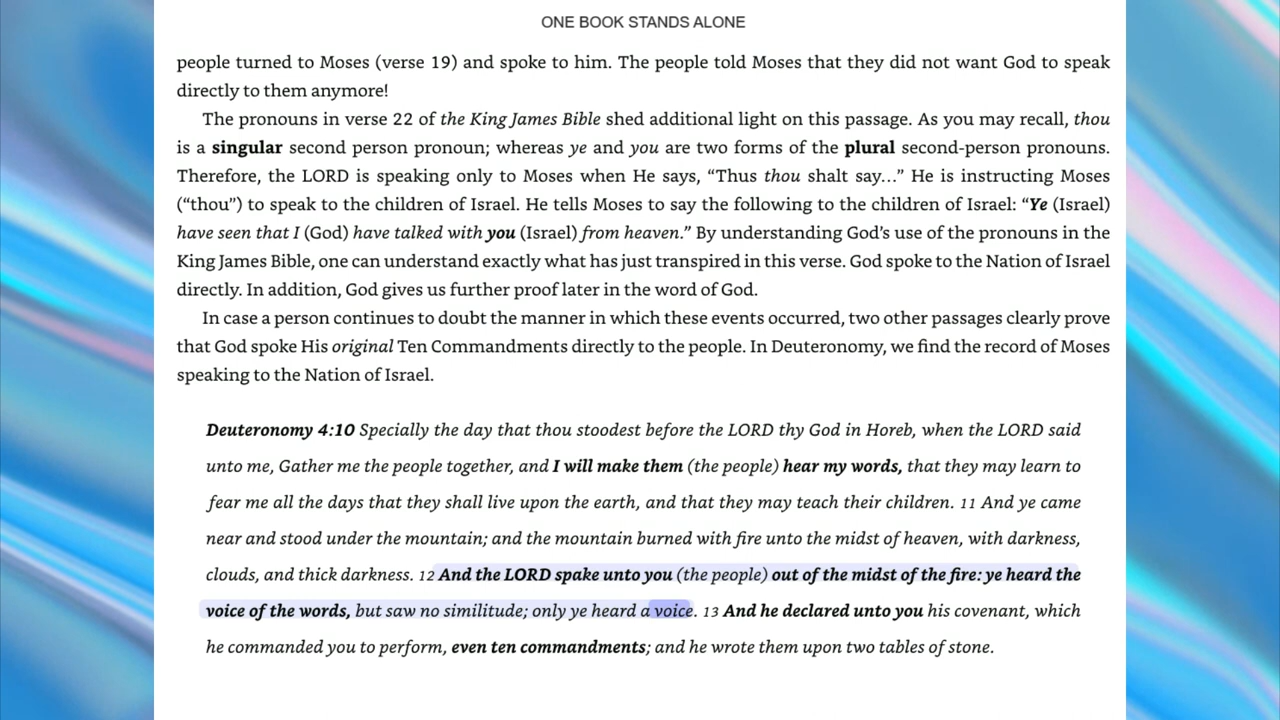 ONE BOOK STANDS ALONE
people turned to Moses (verse 19) and spoke to him. The people told Moses that they did not want God to speak
directly to them anymore!
The pronouns in verse 22 of the King James Bible shed additional light on this passage. As you may recall, thou
is a singular second person pronoun; whereas ye and you are two forms of the plural second-person pronouns.
Therefore, the LORD is speaking only to Moses when He says, “Thus thou shalt say…” He is instructing Moses
(“thou”) to speak to the children of Israel. He tells Moses to say the following to the children of Israel: “Ye (Israel)
have seen that I (God) have talked with you (Israel) from heaven.” By understanding God’s use of the pronouns in the
King James Bible, one can understand exactly what has just transpired in this verse. God spoke to the Nation of Israel
directly. In addition, God gives us further proof later in the word of God.
In case a person continues to doubt the manner in which these events occurred, two other passages clearly prove
that God spoke His original Ten Commandments directly to the people. In Deuteronomy, we find the record of Moses
speaking to the Nation of Israel.
Deuteronomy 4:10 Specially the day that thou stoodest before the LORD thy God in Horeb, when the LORD said
unto me, Gather me the people together, and I will make them (the people) hear my words, that they may learn to
fear me all the days that they shall live upon the earth, and that they may teach their children. 11 And ye came
near and stood under the mountain; and the mountain burned with fire unto the midst of heaven, with darkness,
clouds, and thick darkness. 12 And the LORD spake unto you (the people) out of the midst of the fire: ye heard the
voice of the words, but saw no similitude; only ye heard a voice. 13 And he declared unto you his covenant, which
he commanded you to perform, even ten commandments; and he wrote them upon two tables of stone.